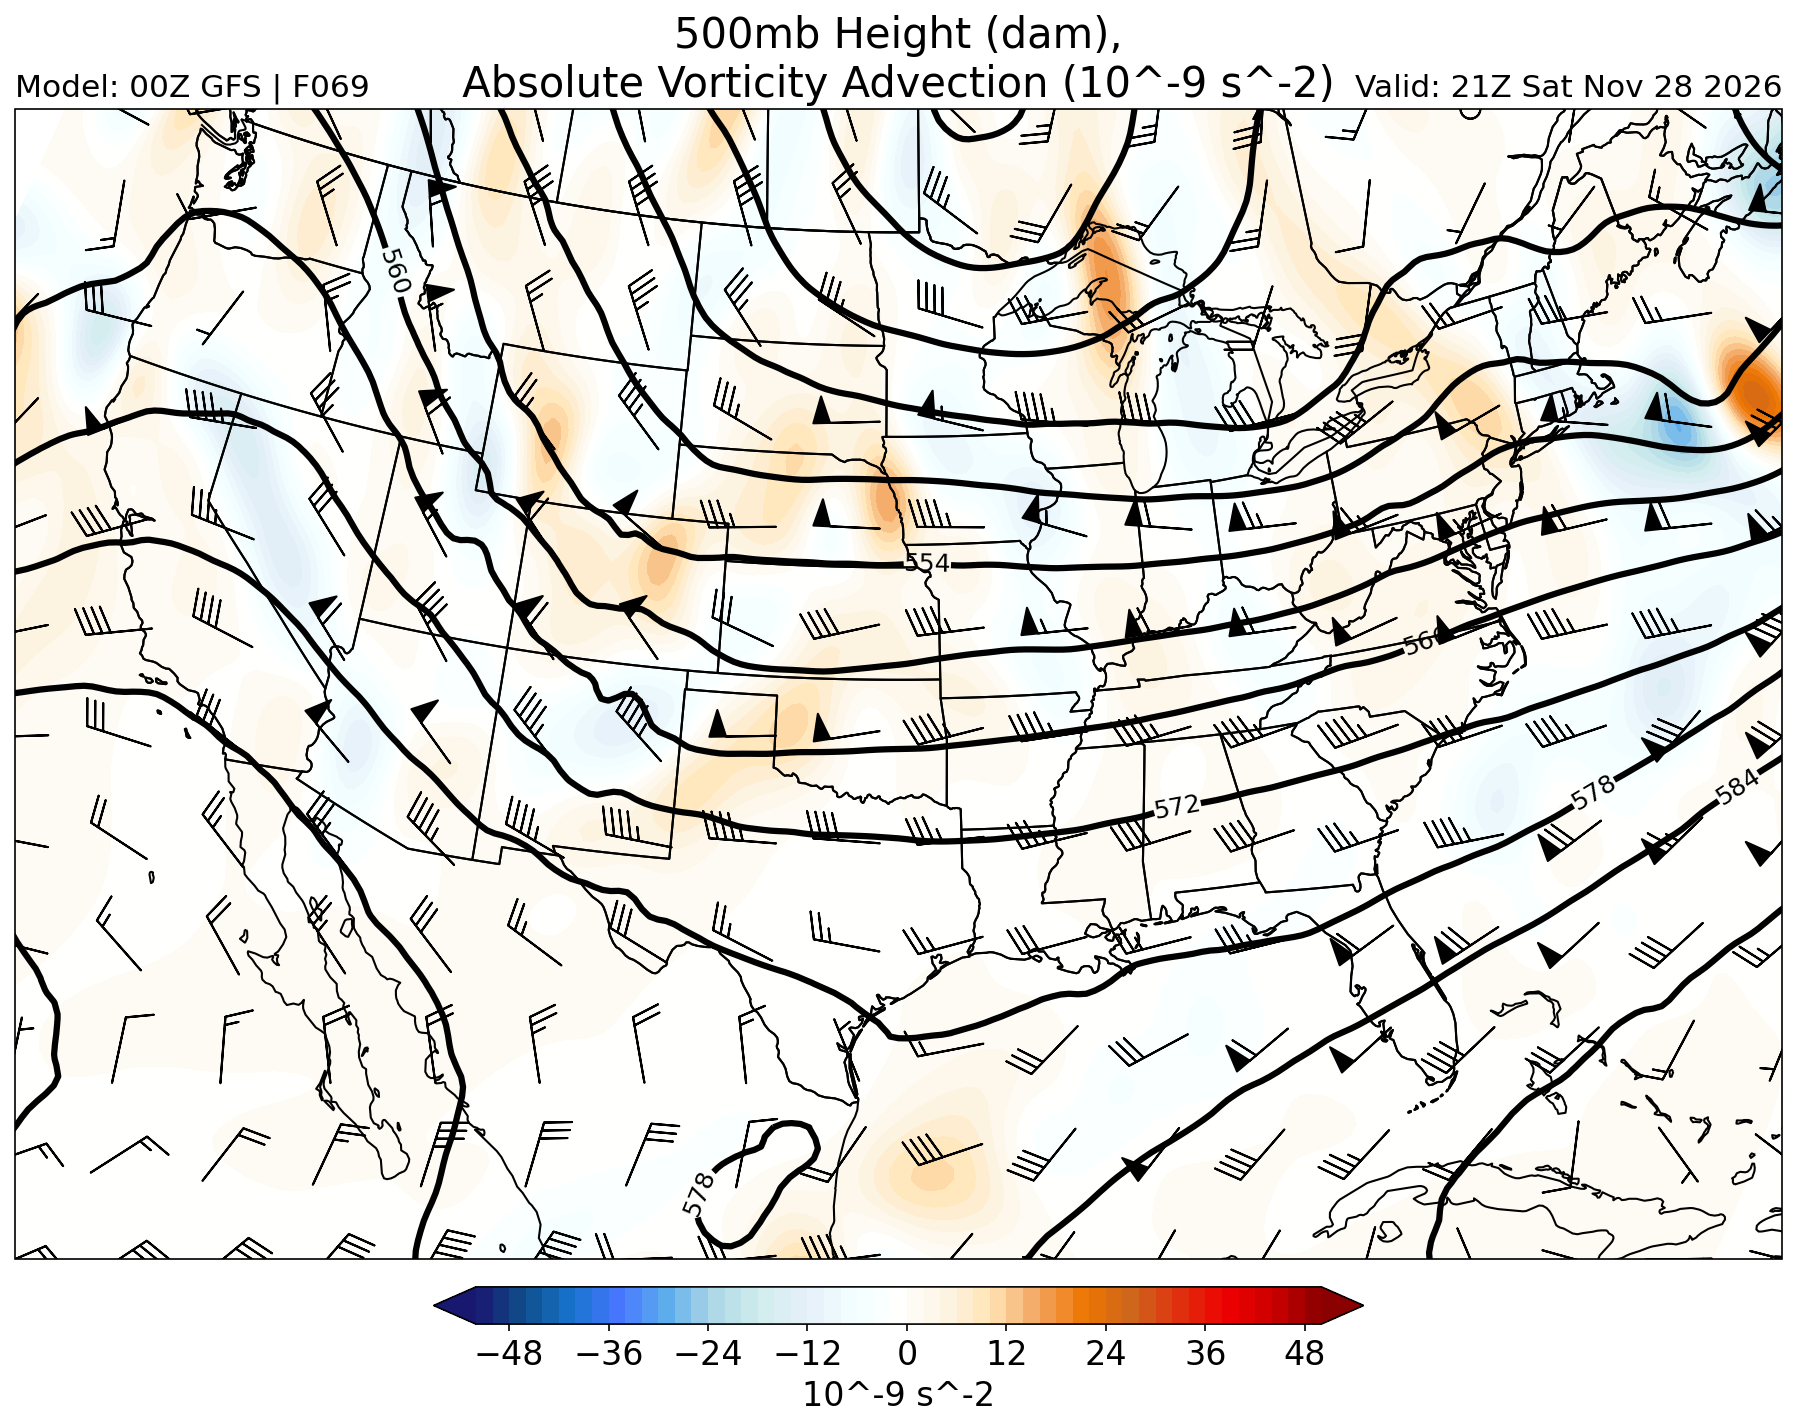 500mb Height (dam),
Model: 00Z GFS | F069
Absolute Vorticity Advection (10^-9 s^-2)
Valid: 21Z Sat Nov 28 2026
560
554
566
572
578
584
578
−48 −36 −24 −12 0 12 24 36 48
10^-9 s^-2